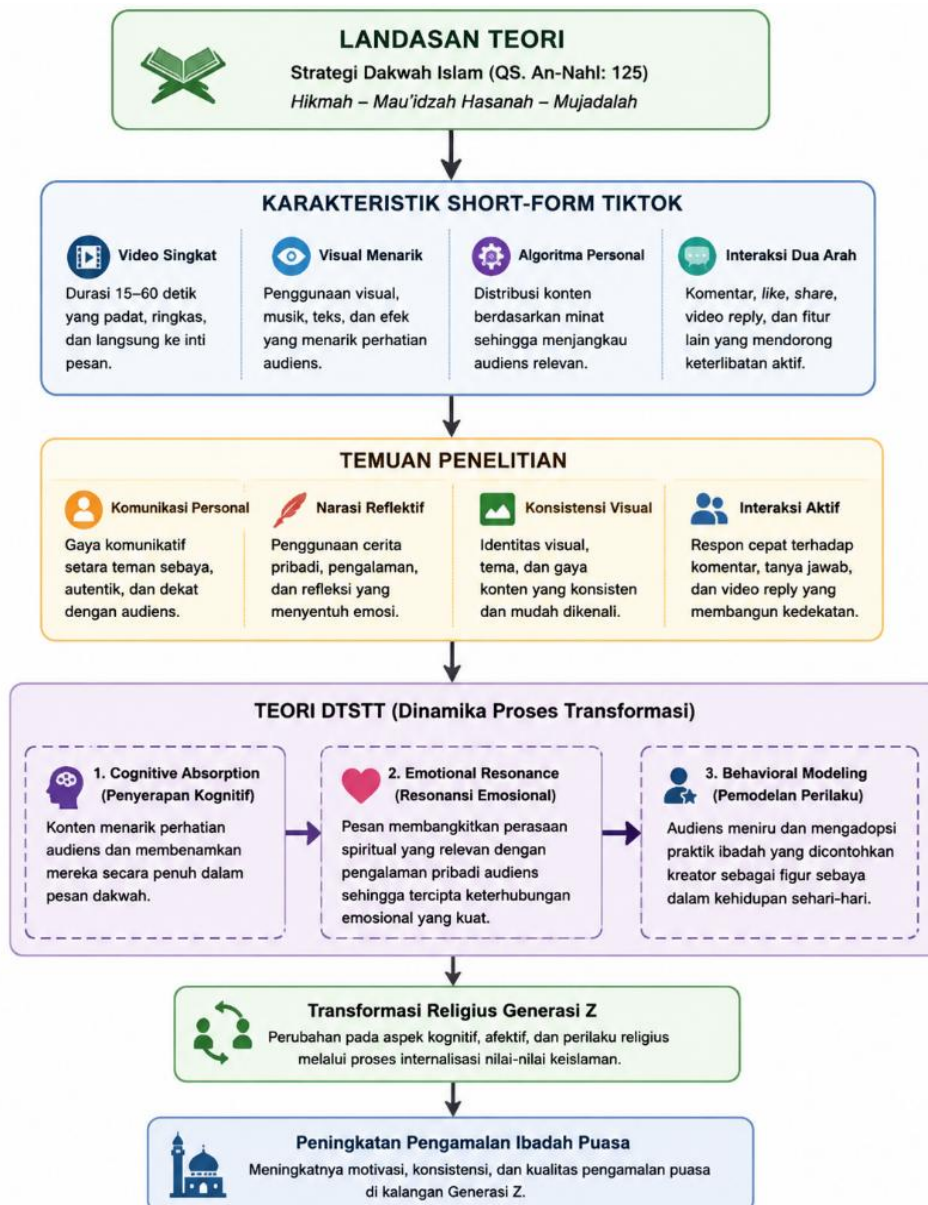 LANDASAN TEORI
Strategi Dakwah Islam (QS. An-Nahl: 125)
Hikmah – Mau'idzah Hasanah – Mujadalah
KARAKTERISTIK SHORT-FORM TIKTOK
Video Singkat
Durasi 15–60 detik
yang padat, ringkas,
dan langsung ke inti
pesan.
Visual Menarik
Penggunaan visual,
musik, teks, dan efek
yang menarik perhatian
audiens.
Algoritma Personal
Distribusi konten
berdasarkan minat
sehingga menjangkau
audiens relevan.
Interaksi Dua Arah
Komentar, like, share,
video reply, dan fitur
lain yang mendorong
keterlibatan aktif.
TEMUAN PENELITIAN
Komunikasi Personal
Gaya komunikatif
setara teman sebaya,
autentik, dan dekat
dengan audiens.
Narasi Reflektif
Penggunaan cerita
pribadi, pengalaman,
dan refleksi yang
menyentuh emosi.
Konsistensi Visual
Identitas visual,
tema, dan gaya
konten yang konsisten
dan mudah dikenali.
Interaksi Aktif
Respon cepat terhadap
komentar, tanya jawab,
dan video reply yang
membangun kedekatan.
TEORI DTSTT (Dinamika Proses Transformasi)
1. Cognitive Absorption
(Penyerapan Kognitif)
Konten menarik perhatian
audiens dan membenamkan
mereka secara penuh dalam
pesan dakwah.
2. Emotional Resonance
(Resonansi Emosional)
Pesan membangkitkan perasaan
spiritual yang relevan dengan
pengalaman pribadi audiens
sehingga tercipta keterhubungan
emosional yang kuat.
3. Behavioral Modeling
(Pemodelan Perilaku)
Audiens meniru dan mengadopsi
praktik ibadah yang dicontohkan
kreator sebagai figur sebaya
dalam kehidupan sehari-hari.
Transformasi Religius Generasi Z
Perubahan pada aspek kognitif, afektif, dan perilaku religius
melalui proses internalisasi nilai-nilai keislaman.
Peningkatan Pengamalan Ibadah Puasa
Meningkatnya motivasi, konsistensi, dan kualitas pengamalan puasa
di kalangan Generasi Z.